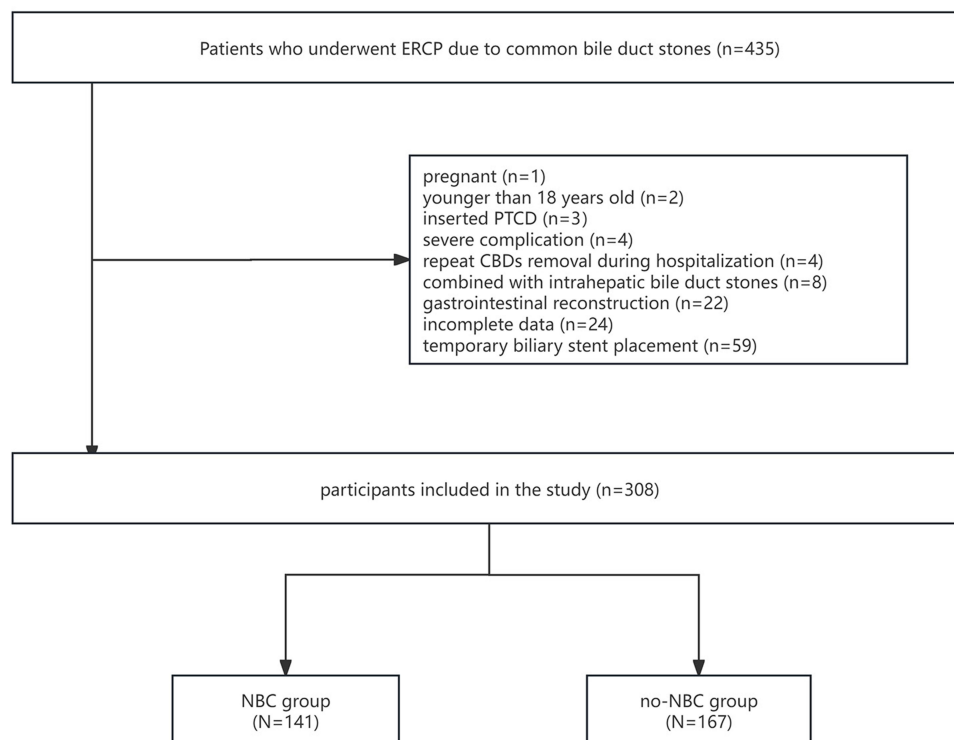 Patients who underwent ERCP due to common bile duct stones (n=435)
pregnant (n=1)
younger than 18 years old (n=2)
inserted PTCD (n=3)
severe complication (n=4)
repeat CBDs removal during hospitalization (n=4)
combined with intrahepatic bile duct stones (n=8)
gastrointestinal reconstruction (n=22)
incomplete data (n=24)
temporary biliary stent placement (n=59)
participants included in the study (n=308)
NBC group
(N=141)
no-NBC group
(N=167)